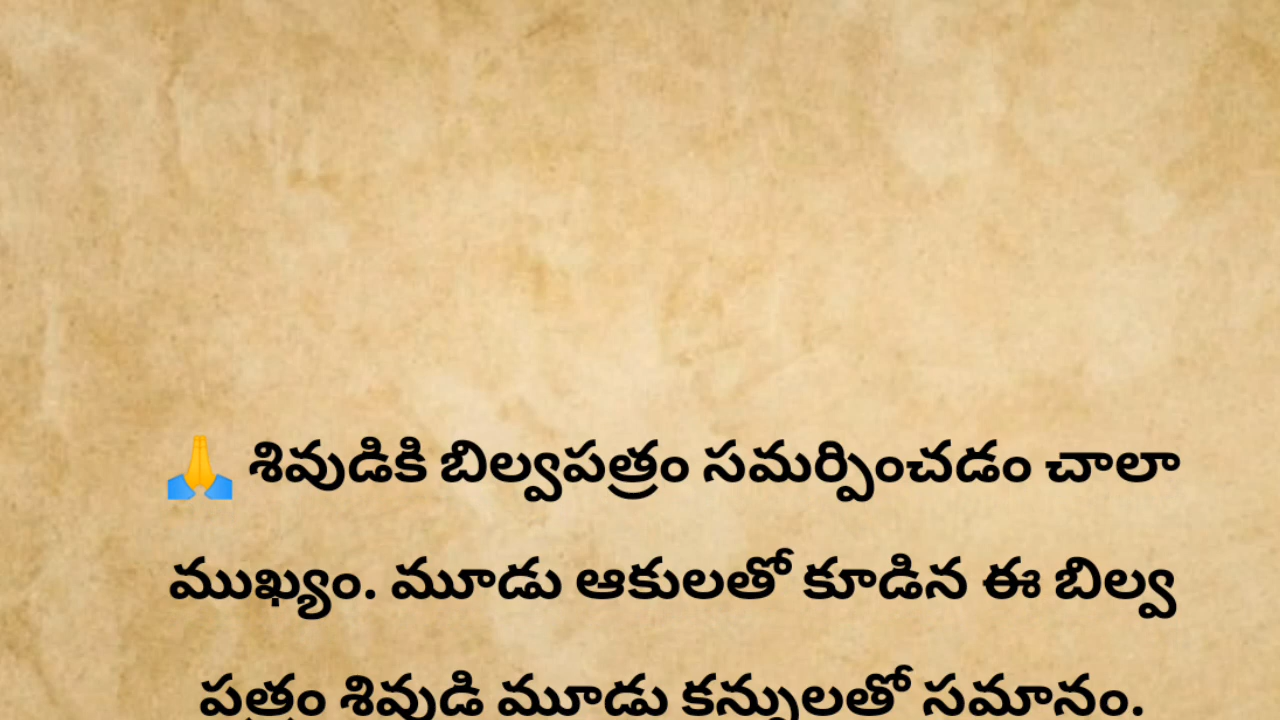 🙏 శివుడికి బిల్వపత్రం సమర్పించడం చాలా
ముఖ్యం. మూడు ఆకులతో కూడిన ఈ బిల్వ
పత్రం శివుడి మూడు కన్నులతో సమానం.